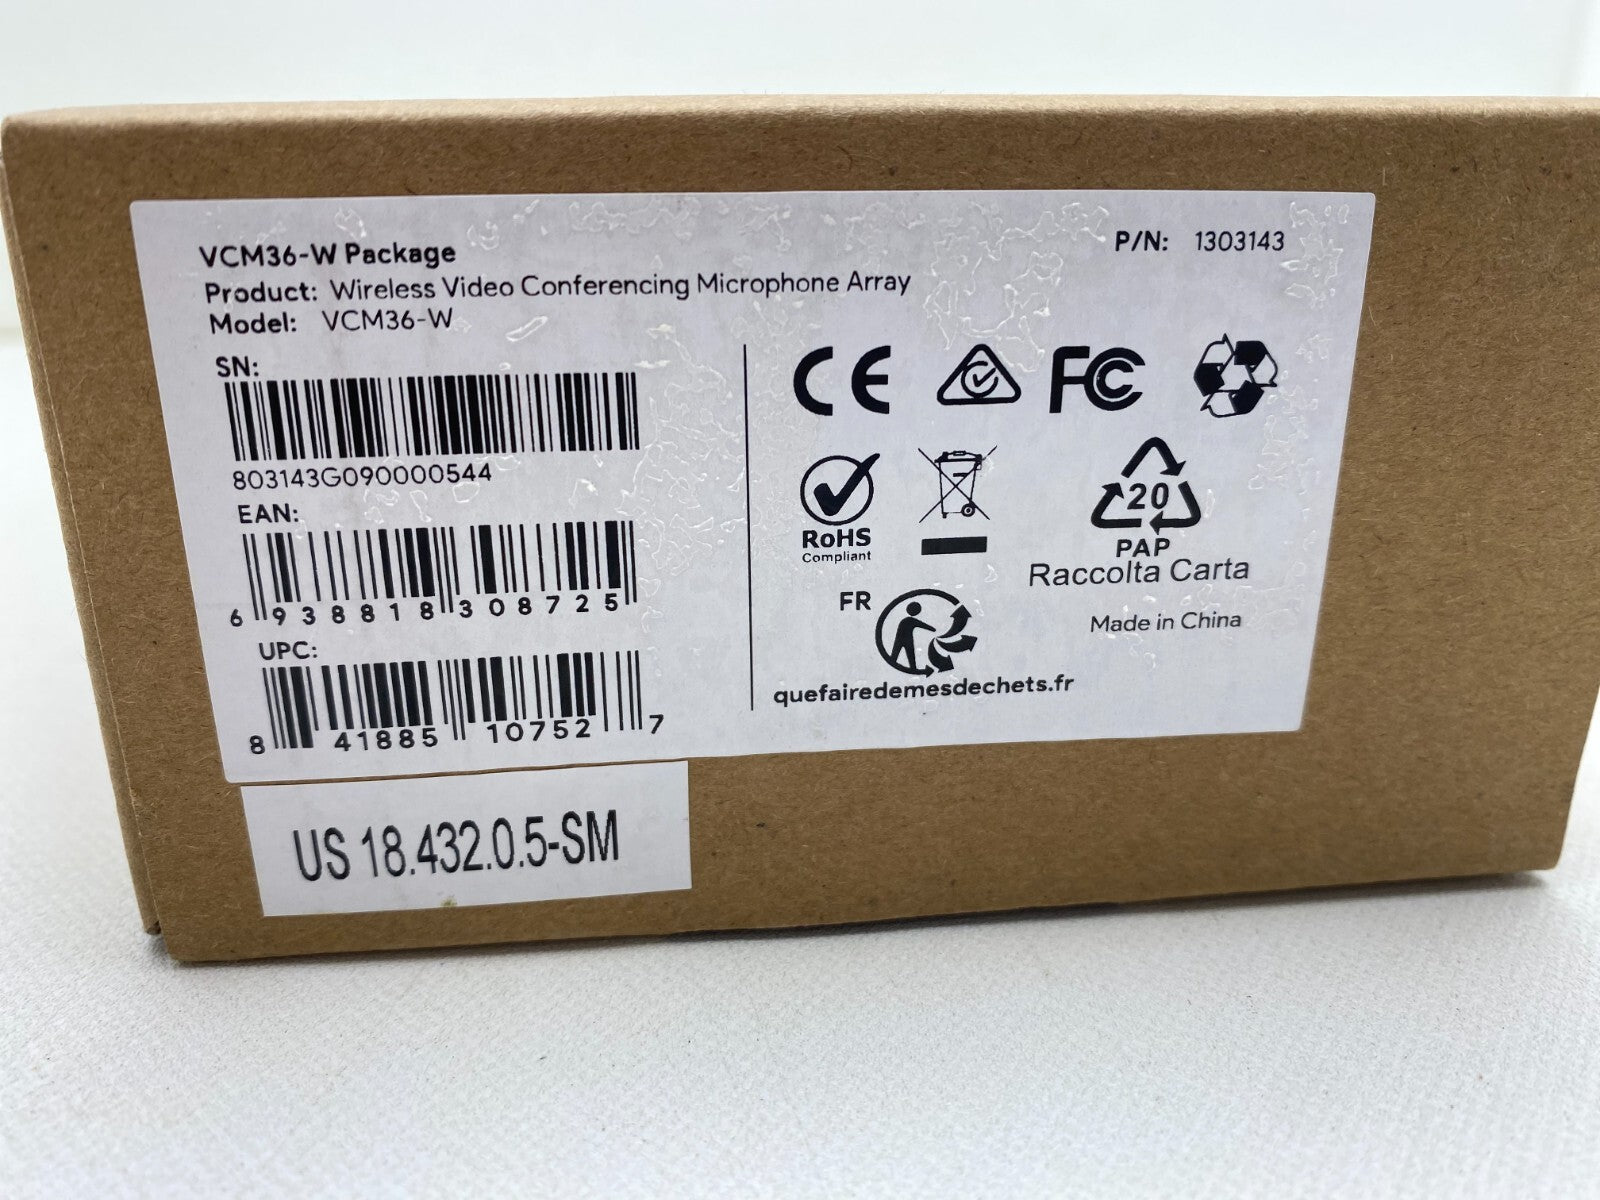 VCM36-W Package
P/N: 1303143
Product: Wireless Video Conferencing Microphone Array
Model: VCM36-W
SN:
803143G090000544
EAN:
6 938818 308725
UPC:
8 41885 10752 7
CE
FCC
RoHS
Compliant
20
PAP
Raccolta Carta
FR
Made in China
quefairedemesdechets.fr
US 18.432.0.5-SM